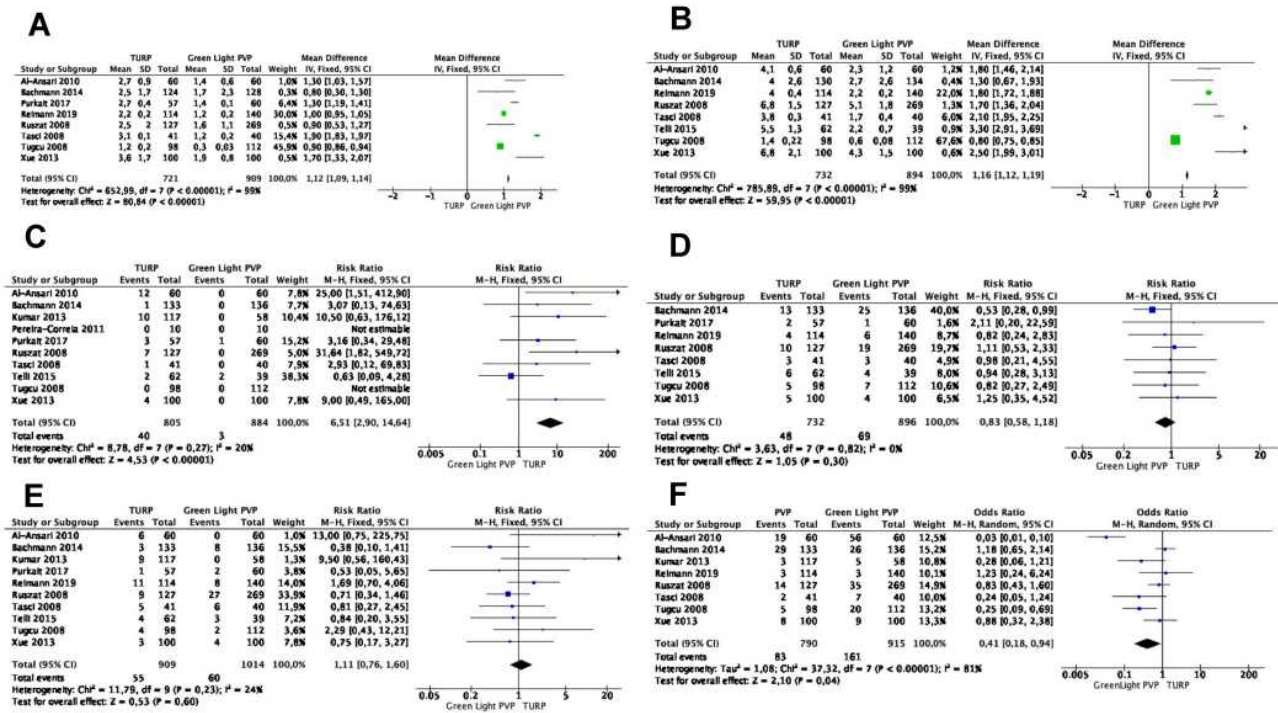 A
TURP Green Light PVP Mean Difference Mean Difference
Study or Subgroup Mean SD Total Mean SD Total Weight IV, Fixed, 95% CI IV, Fixed, 95% CI
Al-Ansari 2010 2,7 0,9 60 1,4 0,6 60 1,0% 1,30 [1,03, 1,57]
Bachmann 2014 2,5 1,7 124 1,7 2,3 128 0,3% 0,80 [0,30, 1,30]
Purkait 2017 2,7 0,4 57 1,4 0,1 60 6,4% 1,30 [1,19, 1,41]
Reimann 2019 2,2 0,2 114 1,2 0,2 140 30,0% 1,00 [0,95, 1,05]
Ruszat 2008 2,5 2 127 1,6 1,1 269 0,5% 0,90 [0,53, 1,27]
Tasci 2008 3,1 0,1 41 1,2 0,2 40 15,4% 1,90 [1,83, 1,97]
Tugcu 2008 1,2 0,2 98 0,3 0,03 112 45,9% 0,90 [0,86, 0,94]
Xue 2013 3,6 1,7 100 1,9 0,8 100 0,5% 1,70 [1,33, 2,07]
Total (95% CI) 721 909 100,0% 1,12 [1,09, 1,14]
Heterogeneity: Chi² = 652,99, df = 7 (P < 0.00001); I² = 99%
Test for overall effect: Z = 80,84 (P < 0.00001)
−2 −1 0 1 2
TURP Green Light PVP
B
TURP Green Light PVP Mean Difference Mean Difference
Study or Subgroup Mean SD Total Mean SD Total Weight IV, Fixed, 95% CI IV, Fixed, 95% CI
Al-Ansari 2010 4,1 0,6 60 2,3 1,2 60 1,2% 1,80 [1,46, 2,14]
Bachmann 2014 4 2,6 130 2,7 2,6 134 0,3% 1,30 [0,67, 1,93]
Reimann 2019 4 0,4 114 2,2 0,2 140 22,0% 1,80 [1,72, 1,88]
Ruszat 2008 6,8 1,5 127 5,1 1,8 269 1,2% 1,70 [1,36, 2,04]
Tasci 2008 3,8 0,3 41 1,7 0,4 40 5,1% 2,10 [1,95, 2,25]
Telli 2015 5,5 1,3 62 2,2 0,7 39 0,9% 3,30 [2,91, 3,69]
Tugcu 2008 1,4 0,22 98 0,6 0,08 112 67,6% 0,80 [0,75, 0,85]
Xue 2013 6,8 2,1 100 4,3 1,5 100 0,5% 2,50 [1,99, 3,01]
Total (95% CI) 732 894 100,0% 1,16 [1,12, 1,19]
Heterogeneity: Chi² = 785,89, df = 7 (P < 0.00001); I² = 99%
Test for overall effect: Z = 59,95 (P < 0.00001)
−2 −1 0 1 2
TURP Green Light PVP
C
TURP Green Light PVP Risk Ratio Risk Ratio
Study or Subgroup Events Total Events Total Weight M-H, Fixed, 95% CI M-H, Fixed, 95% CI
Al-Ansari 2010 12 60 0 60 7,8% 25,00 [1,51, 412,90]
Bachmann 2014 1 133 0 136 7,7% 3,07 [0,13, 74,63]
Kumar 2013 10 117 0 58 10,4% 10,50 [0,63, 176,12]
Pereira-Correia 2011 0 10 0 10 Not estimable
Purkait 2017 3 57 1 60 15,2% 3,16 [0,34, 29,48]
Ruszat 2008 7 127 0 269 5,0% 31,64 [1,82, 549,72]
Tasci 2008 1 41 0 40 7,9% 2,93 [0,12, 69,83]
Telli 2015 2 62 2 39 38,3% 0,63 [0,09, 4,28]
Tugcu 2008 0 98 0 112 Not estimable
Xue 2013 4 100 0 100 7,8% 9,00 [0,49, 165,00]
Total (95% CI) 805 884 100,0% 6,51 [2,90, 14,64]
Total events 40 3
Heterogeneity: Chi² = 8,78, df = 7 (P = 0,27); I² = 20%
Test for overall effect: Z = 4,53 (P < 0.00001)
0.005 0.1 1 10 200
Green Light PVP TURP
D
TURP Green Light PVP Risk Ratio Risk Ratio
Study or Subgroup Events Total Events Total Weight M-H, Fixed, 95% CI M-H, Fixed, 95% CI
Bachmann 2014 13 133 25 136 40,0% 0,53 [0,28, 0,99]
Purkait 2017 2 57 1 60 1,6% 2,11 [0,20, 22,59]
Reimann 2019 4 114 6 140 8,7% 0,82 [0,24, 2,83]
Ruszat 2008 10 127 19 269 19,7% 1,11 [0,53, 2,33]
Tasci 2008 3 41 3 40 4,9% 0,98 [0,21, 4,55]
Telli 2015 6 62 4 39 8,0% 0,94 [0,28, 3,13]
Tugcu 2008 5 98 7 112 10,6% 0,82 [0,27, 2,49]
Xue 2013 5 100 4 100 6,5% 1,25 [0,35, 4,52]
Total (95% CI) 732 896 100,0% 0,83 [0,58, 1,18]
Total events 48 69
Heterogeneity: Chi² = 3,63, df = 7 (P = 0,82); I² = 0%
Test for overall effect: Z = 1,05 (P = 0,30)
0.05 0.2 1 5 20
Green Light PVP TURP
E
TURP Green Light PVP Risk Ratio Risk Ratio
Study or Subgroup Events Total Events Total Weight M-H, Fixed, 95% CI M-H, Fixed, 95% CI
Al-Ansari 2010 6 60 0 60 1,0% 13,00 [0,75, 225,75]
Bachmann 2014 3 133 8 136 15,5% 0,38 [0,10, 1,41]
Kumar 2013 9 117 0 58 1,3% 9,50 [0,56, 160,43]
Purkait 2017 1 57 2 60 3,8% 0,53 [0,05, 5,65]
Reimann 2019 11 114 8 140 14,0% 1,69 [0,70, 4,06]
Ruszat 2008 9 127 27 269 33,9% 0,71 [0,34, 1,46]
Tasci 2008 5 41 6 40 11,9% 0,81 [0,27, 2,45]
Telli 2015 4 62 3 39 7,2% 0,84 [0,20, 3,55]
Tugcu 2008 4 98 2 112 3,6% 2,29 [0,43, 12,21]
Xue 2013 3 100 4 100 7,8% 0,75 [0,17, 3,27]
Total (95% CI) 909 1014 100,0% 1,11 [0,76, 1,60]
Total events 55 60
Heterogeneity: Chi² = 11,79, df = 9 (P = 0,23); I² = 24%
Test for overall effect: Z = 0,53 (P = 0,60)
0.05 0.2 1 5 20
GreenLight PVP TURP
F
PVP Green Light PVP Odds Ratio Odds Ratio
Study or Subgroup Events Total Events Total Weight M-H, Random, 95% CI M-H, Random, 95% CI
Al-Ansari 2010 19 60 56 60 12,5% 0,03 [0,01, 0,10]
Bachmann 2014 29 133 26 136 15,2% 1,18 [0,65, 2,14]
Kumar 2013 3 117 5 58 11,1% 0,28 [0,06, 1,21]
Reimann 2019 3 114 3 140 10,5% 1,23 [0,24, 6,24]
Ruszat 2008 14 127 35 269 14,9% 0,83 [0,43, 1,60]
Tasci 2008 2 41 7 40 10,2% 0,24 [0,05, 1,24]
Tugcu 2008 5 98 20 112 12,7% 0,25 [0,09, 0,69]
Xue 2013 8 100 9 100 13,0% 0,88 [0,32, 2,38]
Total (95% CI) 790 915 100,0% 0,41 [0,18, 0,94]
Total events 83 161
Heterogeneity: Tau² = 1,08; Chi² = 37,32, df = 7 (P < 0.00001); I² = 81%
Test for overall effect: Z = 2,10 (P = 0,04)
0.01 0.1 1 10 100
GreenLight PVP TURP